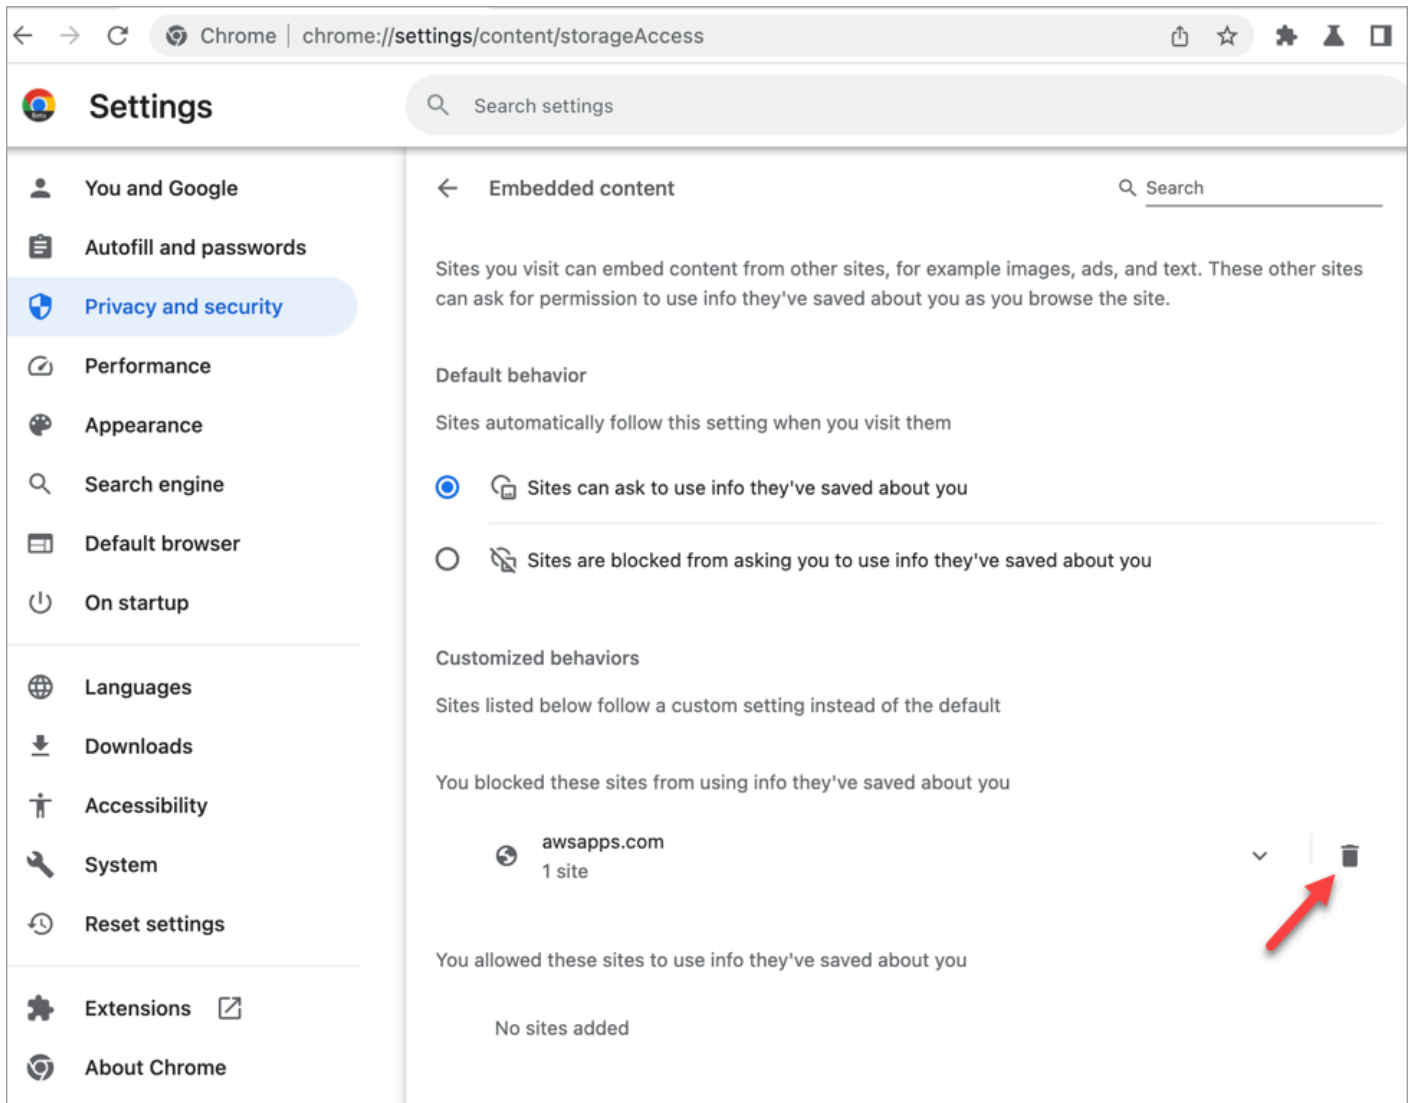 Chrome | chrome://settings/content/storageAccess
Settings
Search settings
You and Google
Autofill and passwords
Privacy and security
Performance
Appearance
Search engine
Default browser
On startup
Languages
Downloads
Accessibility
System
Reset settings
Extensions
About Chrome
Embedded content
Search
Sites you visit can embed content from other sites, for example images, ads, and text. These other sites
can ask for permission to use info they've saved about you as you browse the site.
Default behavior
Sites automatically follow this setting when you visit them
Sites can ask to use info they've saved about you
Sites are blocked from asking you to use info they've saved about you
Customized behaviors
Sites listed below follow a custom setting instead of the default
You blocked these sites from using info they've saved about you
awsapps.com
1 site
You allowed these sites to use info they've saved about you
No sites added